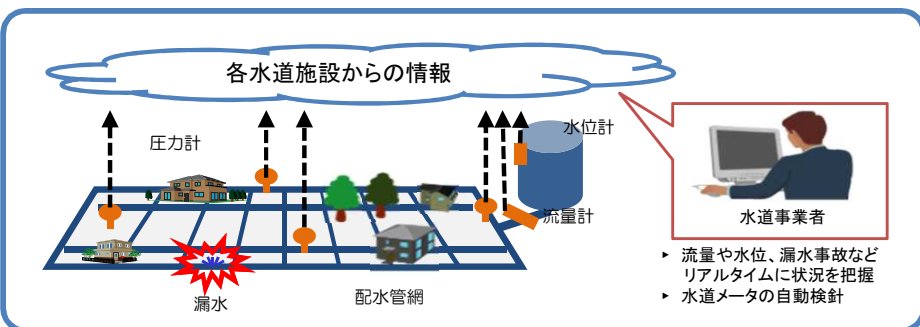 各水道施設からの情報
圧力計
水位計
流量計
漏水
配水管網
水道事業者
▸ 流量や水位、漏水事故など
リアルタイムに状況を把握
▸ 水道メータの自動検針